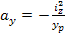 a_y = -\frac{i_z^2}{y_p}